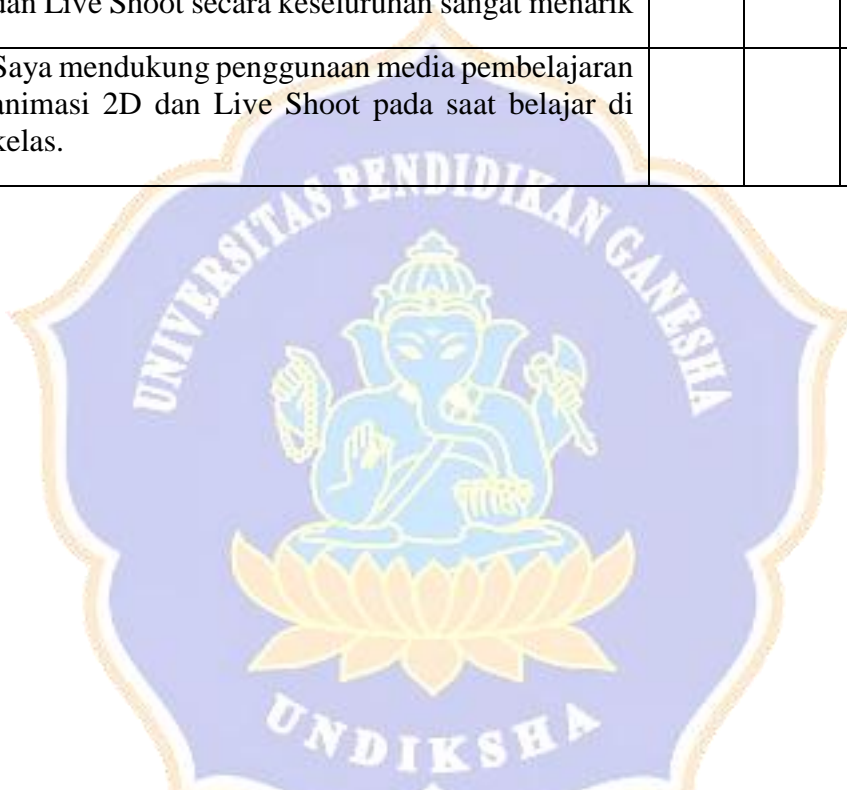 dan Live Shoot secara keseluruhan sangat menarik
Saya mendukung penggunaan media pembelajaran
animasi 2D dan Live Shoot pada saat belajar di
kelas.
UNIVERSITAS PENDIDIKAN GANESHA
UNDIKSHA